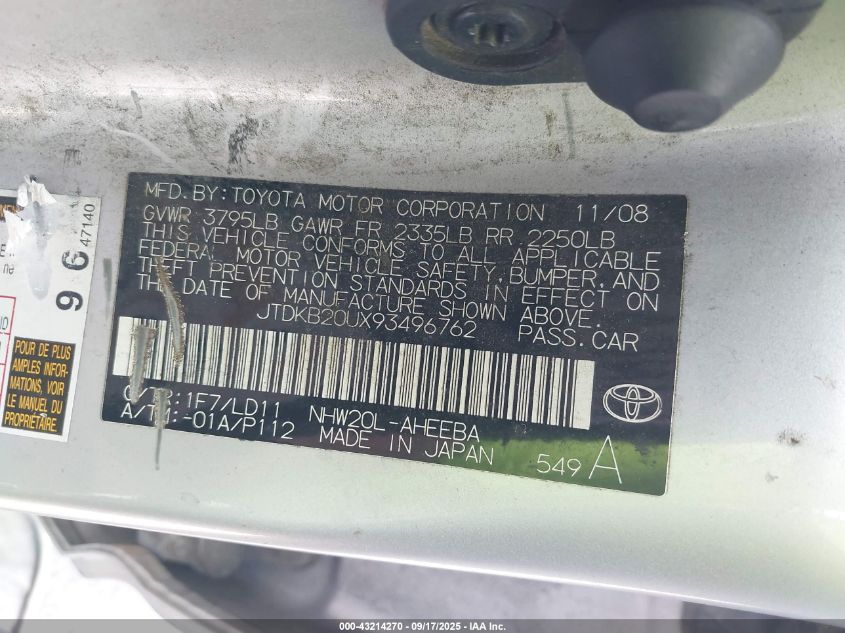 MFD. BY: TOYOTA MOTOR CORPORATION 11/08
GVWR 3795LB GAWR FR 2335LB RR 2250LB
THIS VEHICLE CONFORMS TO ALL APPLICABLE
FEDERAL MOTOR VEHICLE SAFETY, BUMPER, AND
THEFT PREVENTION STANDARDS IN EFFECT ON
THE DATE OF MANUFACTURE SHOWN ABOVE.
JTDKB20UX93496762 PASS. CAR
C/TR: 1F7/LD11 NHW20L-AHEEBA
A/TM: -01A/P112 MADE IN JAPAN
549 A
96
47140
POUR DE PLUS
AMPLES INFOR-
MATIONS, VOIR
LE MANUEL DU
PROPRIÉTAIRE
000-43214270 - 09/17/2025 - IAA Inc.